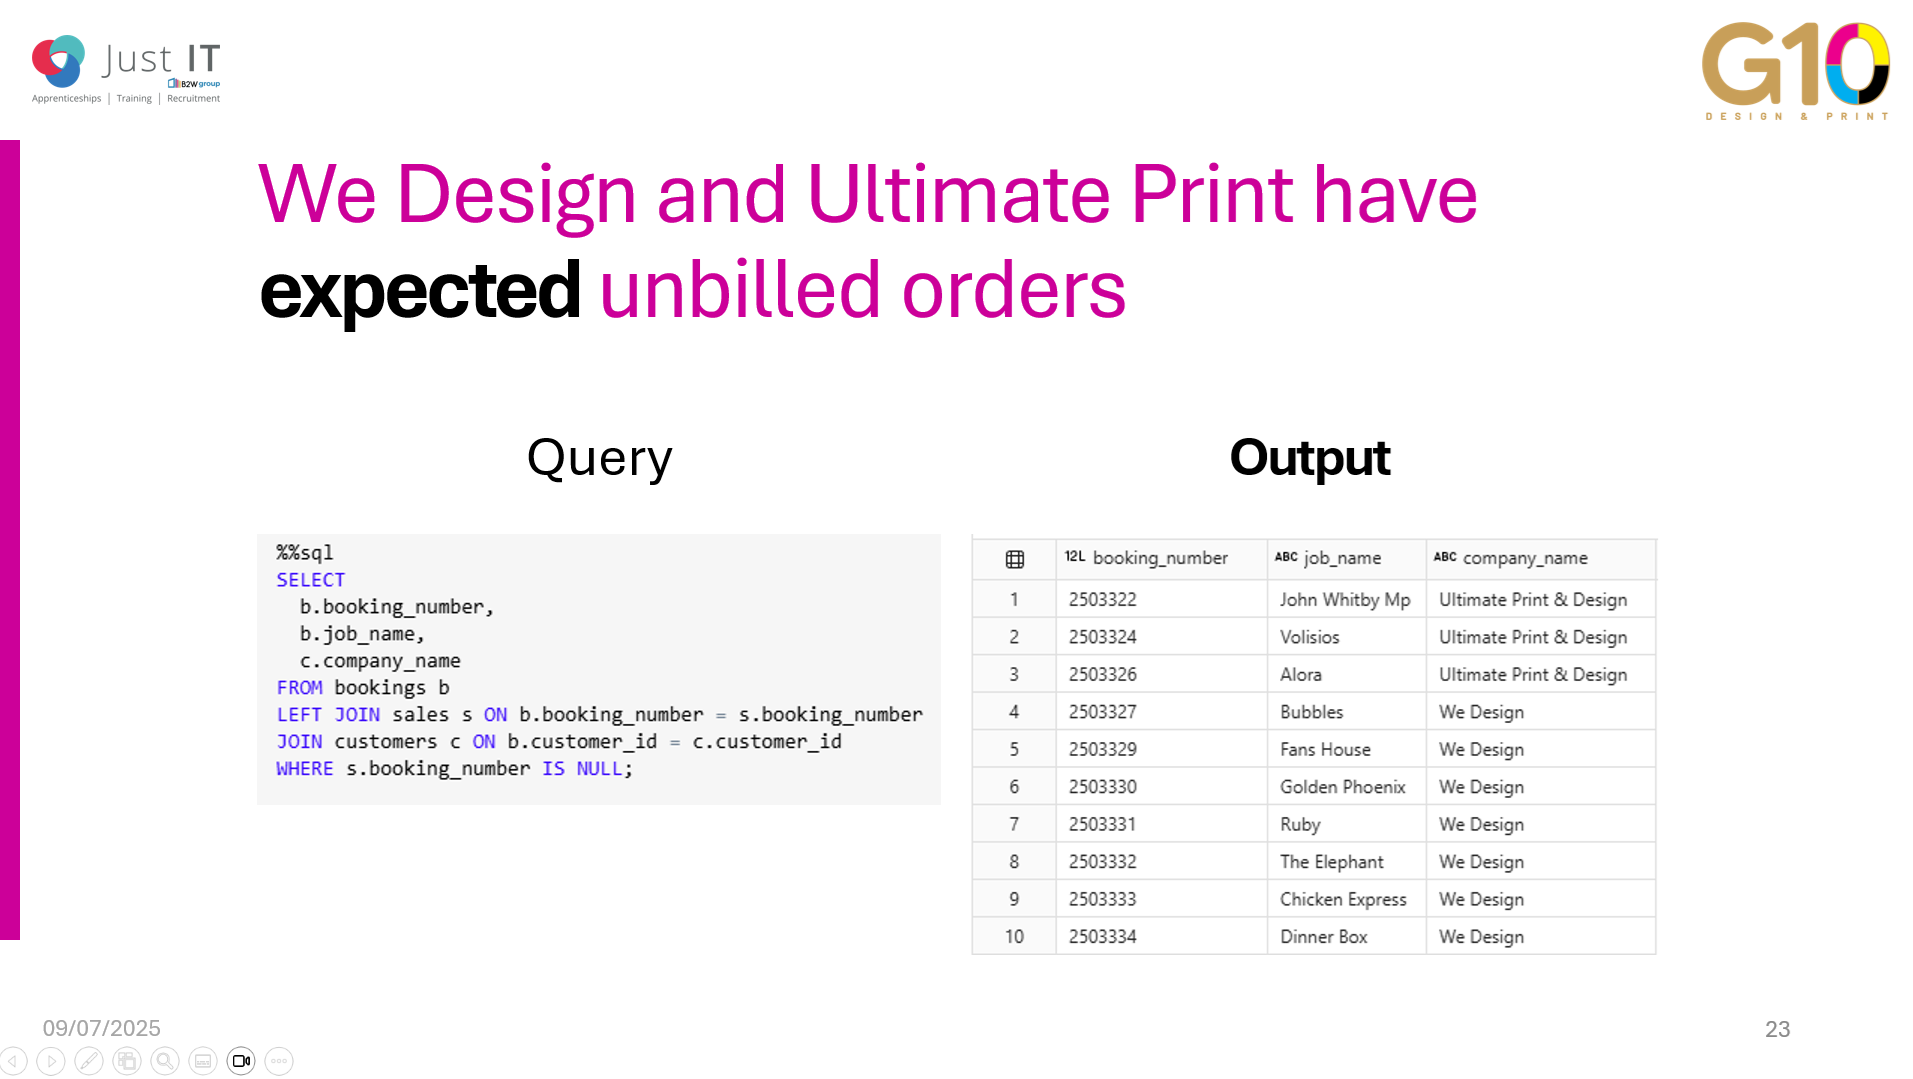 Just IT
B2W group
Apprenticeships | Training | Recruitment
G10
DESIGN & PRINT
We Design and Ultimate Print have
expected unbilled orders
Query
%%sql
SELECT
  b.booking_number,
  b.job_name,
  c.company_name
FROM bookings b
LEFT JOIN sales s ON b.booking_number = s.booking_number
JOIN customers c ON b.customer_id = c.customer_id
WHERE s.booking_number IS NULL;
Output
12L booking_number ABC job_name ABC company_name
1 2503322 John Whitby Mp Ultimate Print & Design
2 2503324 Volisios Ultimate Print & Design
3 2503326 Alora Ultimate Print & Design
4 2503327 Bubbles We Design
5 2503329 Fans House We Design
6 2503330 Golden Phoenix We Design
7 2503331 Ruby We Design
8 2503332 The Elephant We Design
9 2503333 Chicken Express We Design
10 2503334 Dinner Box We Design
09/07/2025
23